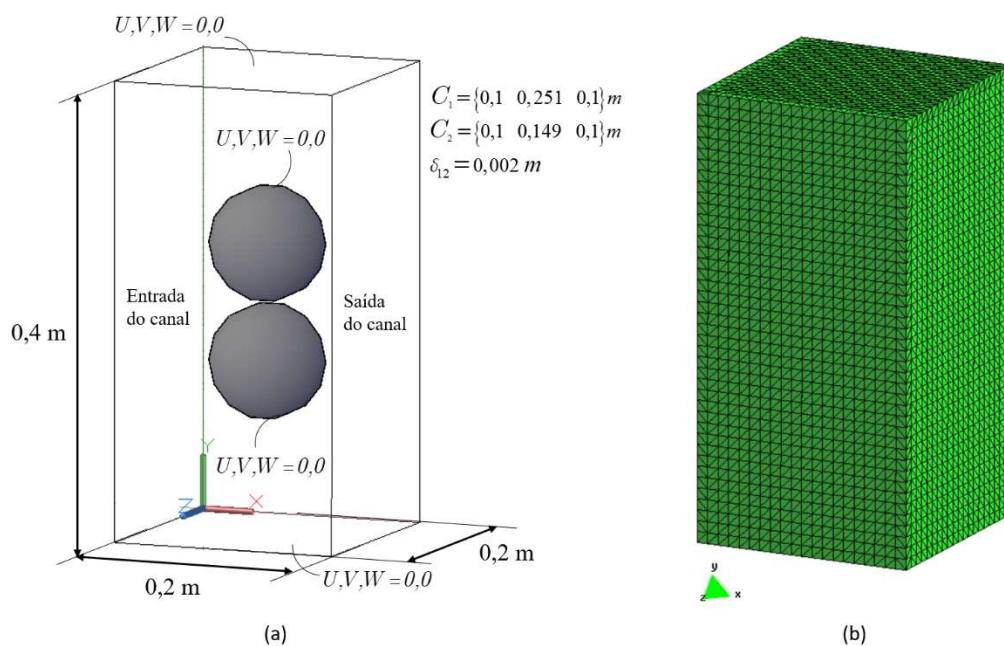 U,V,W = 0,0
C₁ = {0,1 0,251 0,1} m
C₂ = {0,1 0,149 0,1} m
δ₁₂ = 0,002 m
U,V,W = 0,0
Entrada
do canal
Saída
do canal
0,4 m
Y
U,V,W = 0,0
Z
X
0,2 m
0,2 m
U,V,W = 0,0
(a)
y
z
x
(b)